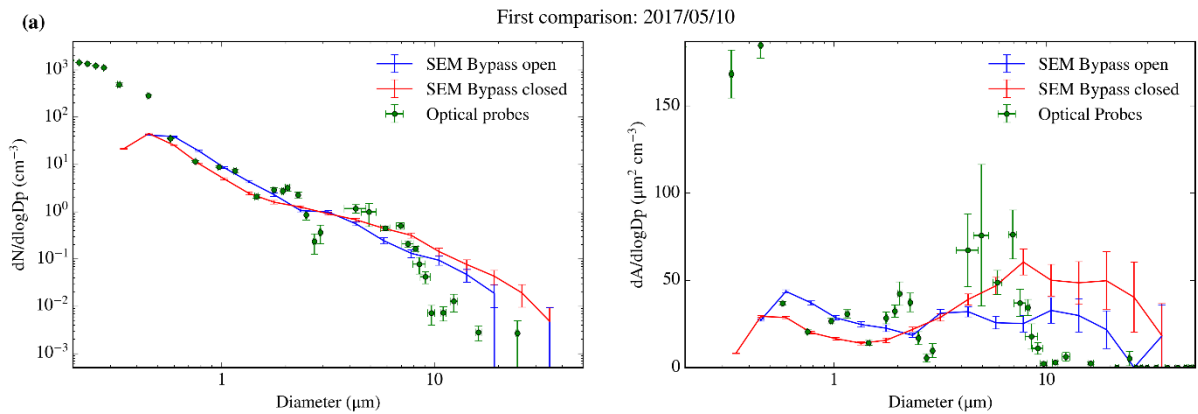 (a)
First comparison: 2017/05/10
SEM Bypass open
SEM Bypass closed
Optical probes
dN/dlogDp (cm⁻³)
10³
10²
10¹
10⁰
10⁻¹
10⁻²
10⁻³
1
10
Diameter (μm)
SEM Bypass open
SEM Bypass closed
Optical Probes
dA/dlogDp (μm² cm⁻³)
150
100
50
0
1
10
Diameter (μm)